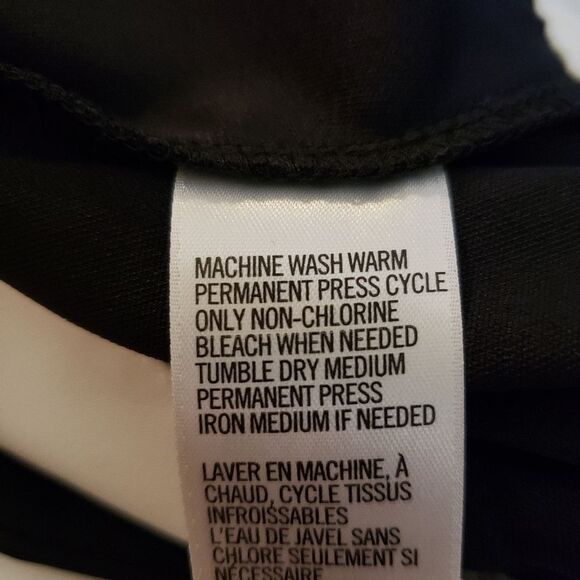 MACHINE WASH WARM
PERMANENT PRESS CYCLE
ONLY NON-CHLORINE
BLEACH WHEN NEEDED
TUMBLE DRY MEDIUM
PERMANENT PRESS
IRON MEDIUM IF NEEDED
LAVER EN MACHINE, À
CHAUD, CYCLE TISSUS
INFROISSABLES
L'EAU DE JAVEL SANS
CHLORE SEULEMENT SI
NÉCESSAIRE